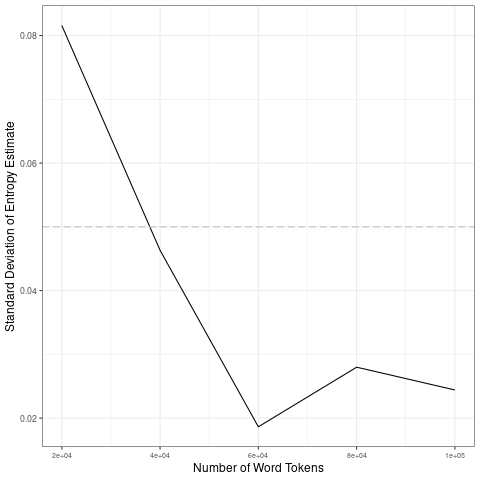 Standard Deviation of Entropy Estimate
0.08
0.06
0.04
0.02
2e+04 4e+04 6e+04 8e+04 1e+05
Number of Word Tokens